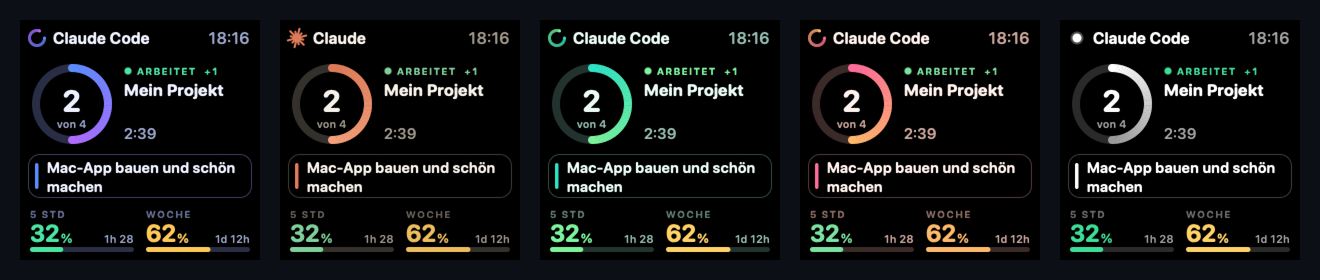 Claude Code 18:16
ARBEITET +1
2
von 4
Mein Projekt
2:39
Mac-App bauen und schön
machen
5 STD WOCHE
32% 1h 28 62% 1d 12h
Claude 18:16
ARBEITET +1
2
von 4
Mein Projekt
2:39
Mac-App bauen und schön
machen
5 STD WOCHE
32% 1h 28 62% 1d 12h
Claude Code 18:16
ARBEITET +1
2
von 4
Mein Projekt
2:39
Mac-App bauen und schön
machen
5 STD WOCHE
32% 1h 28 62% 1d 12h
Claude Code 18:16
ARBEITET +1
2
von 4
Mein Projekt
2:39
Mac-App bauen und schön
machen
5 STD WOCHE
32% 1h 28 62% 1d 12h
Claude Code 18:16
ARBEITET +1
2
von 4
Mein Projekt
2:39
Mac-App bauen und schön
machen
5 STD WOCHE
32% 1h 28 62% 1d 12h